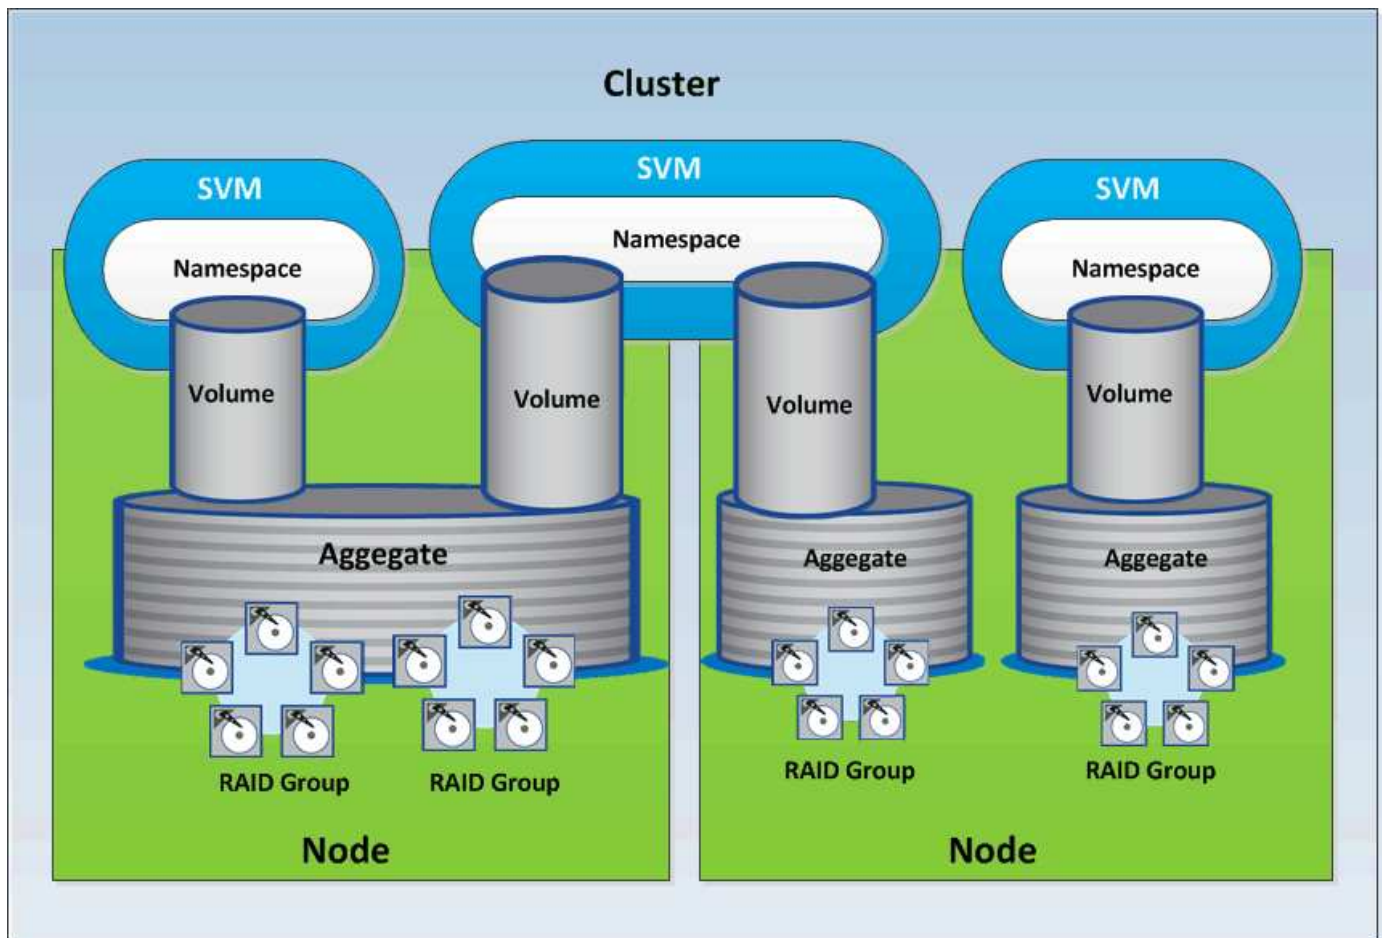 Cluster
SVM
SVM
SVM
Namespace
Namespace
Namespace
Volume
Volume
Volume
Volume
Aggegate
Aggegate
Aggegate
RAID Group
RAID Group
RAID Group
RAID Group
Node
Node